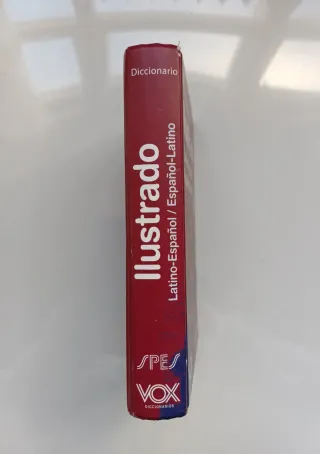 Diccionario
Ilustrado
Latino-Español / Español-Latino
SPES
VOX
DICCIONARIOS